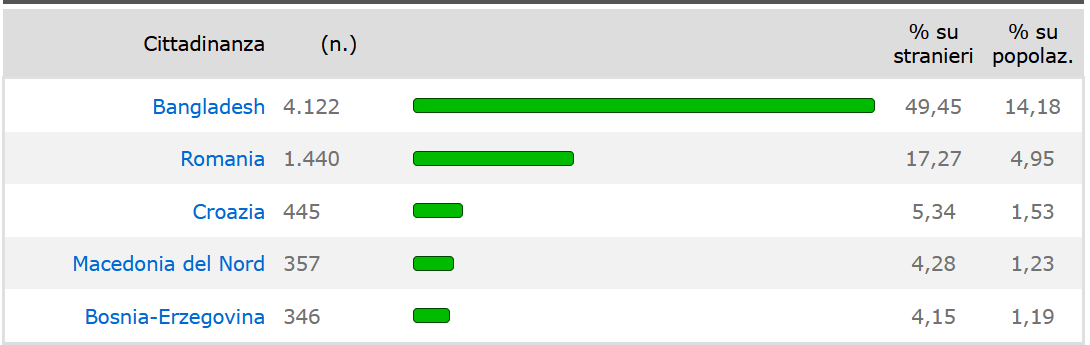 Cittadinanza (n.) % su stranieri % su popolaz.
Bangladesh 4.122 49,45 14,18
Romania 1.440 17,27 4,95
Croazia 445 5,34 1,53
Macedonia del Nord 357 4,28 1,23
Bosnia-Erzegovina 346 4,15 1,19